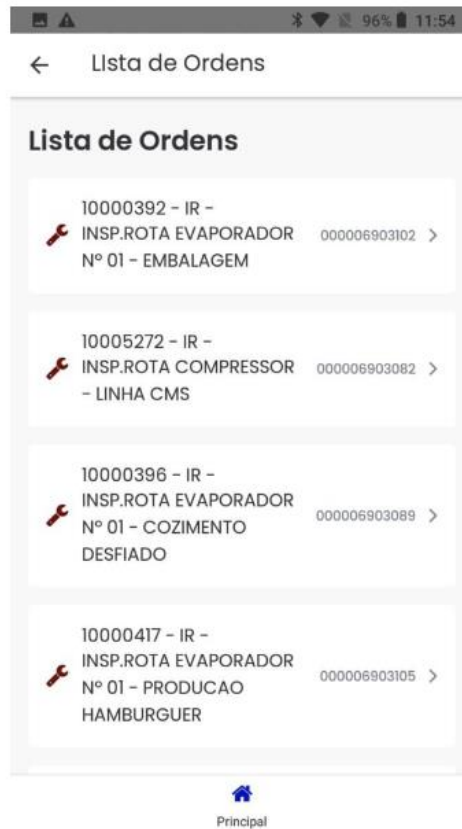 96% 11:54
LIsta de Ordens
Lista de Ordens
10000392 - IR -
INSP.ROTA EVAPORADOR
Nº 01 - EMBALAGEM
000006903102
10005272 - IR -
INSP.ROTA COMPRESSOR
- LINHA CMS
000006903082
10000396 - IR -
INSP.ROTA EVAPORADOR
Nº 01 - COZIMENTO
DESFIADO
000006903089
10000417 - IR -
INSP.ROTA EVAPORADOR
Nº 01 - PRODUCAO
HAMBURGUER
000006903105
Principal